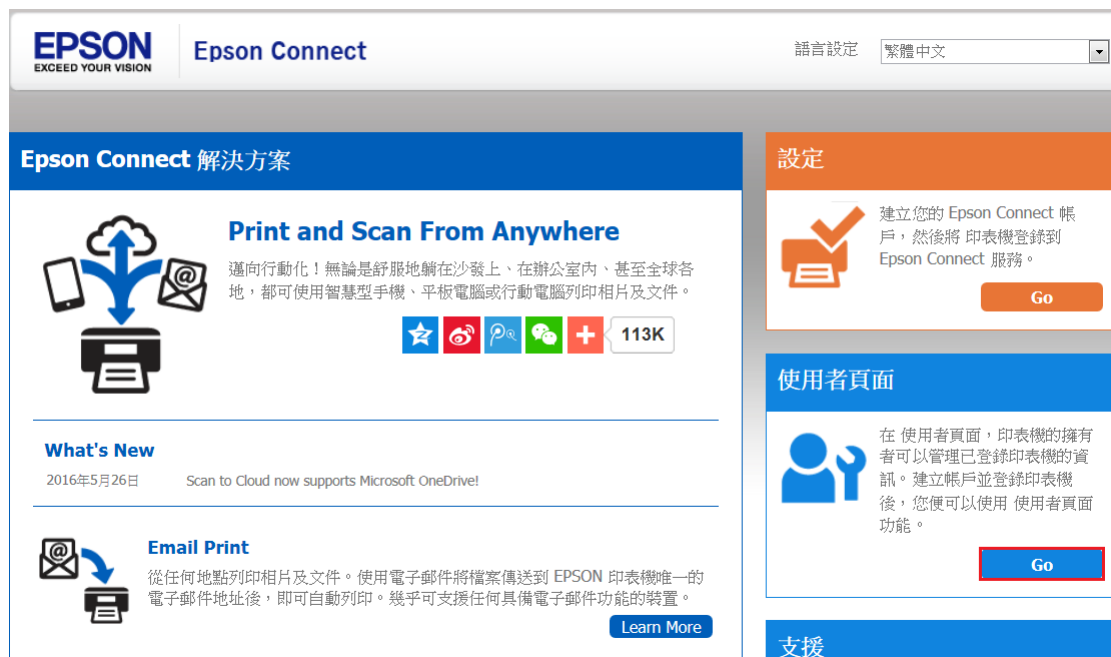 EPSON
EXCEED YOUR VISION
Epson Connect
語言設定
繁體中文
Epson Connect 解決方案
Print and Scan From Anywhere
邁向行動化！無論是舒服地躺在沙發上、在辦公室內、甚至全球各
地，都可使用智慧型手機、平板電腦或行動電腦列印相片及文件。
113K
What's New
2016年5月26日
Scan to Cloud now supports Microsoft OneDrive!
Email Print
從任何地點列印相片及文件。使用電子郵件將檔案傳送到 EPSON 印表機唯一的
電子郵件地址後，即可自動列印。幾乎可支援任何具備電子郵件功能的裝置。
Learn More
設定
建立您的 Epson Connect 帳
戶，然後將 印表機登錄到
Epson Connect 服務。
Go
使用者頁面
在 使用者頁面，印表機的擁有
者可以管理已登錄印表機的資
訊。建立帳戶並登錄印表機
後，您便可以使用 使用者頁面
功能。
Go
支援